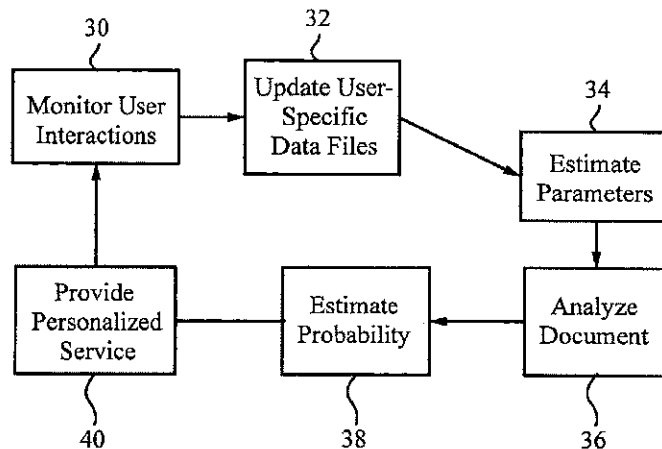 30
Monitor User
Interactions
32
Update User-
Specific
Data Files
34
Estimate
Parameters
Provide
Personalized
Service
40
Estimate
Probability
38
Analyze
Document
36